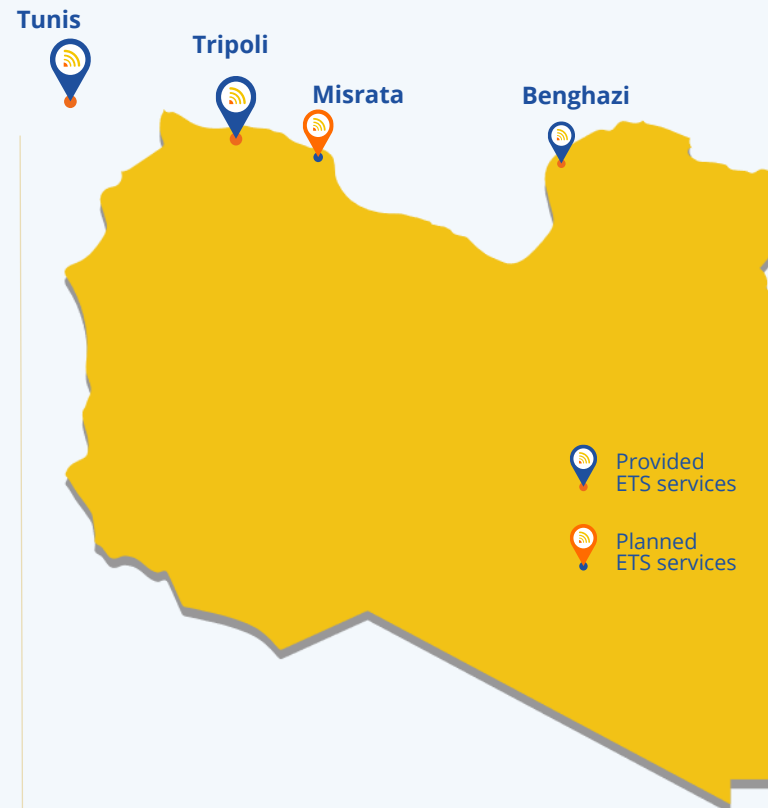 Tunis
Tripoli
Misrata
Benghazi
Provided
ETS services
Planned
ETS services